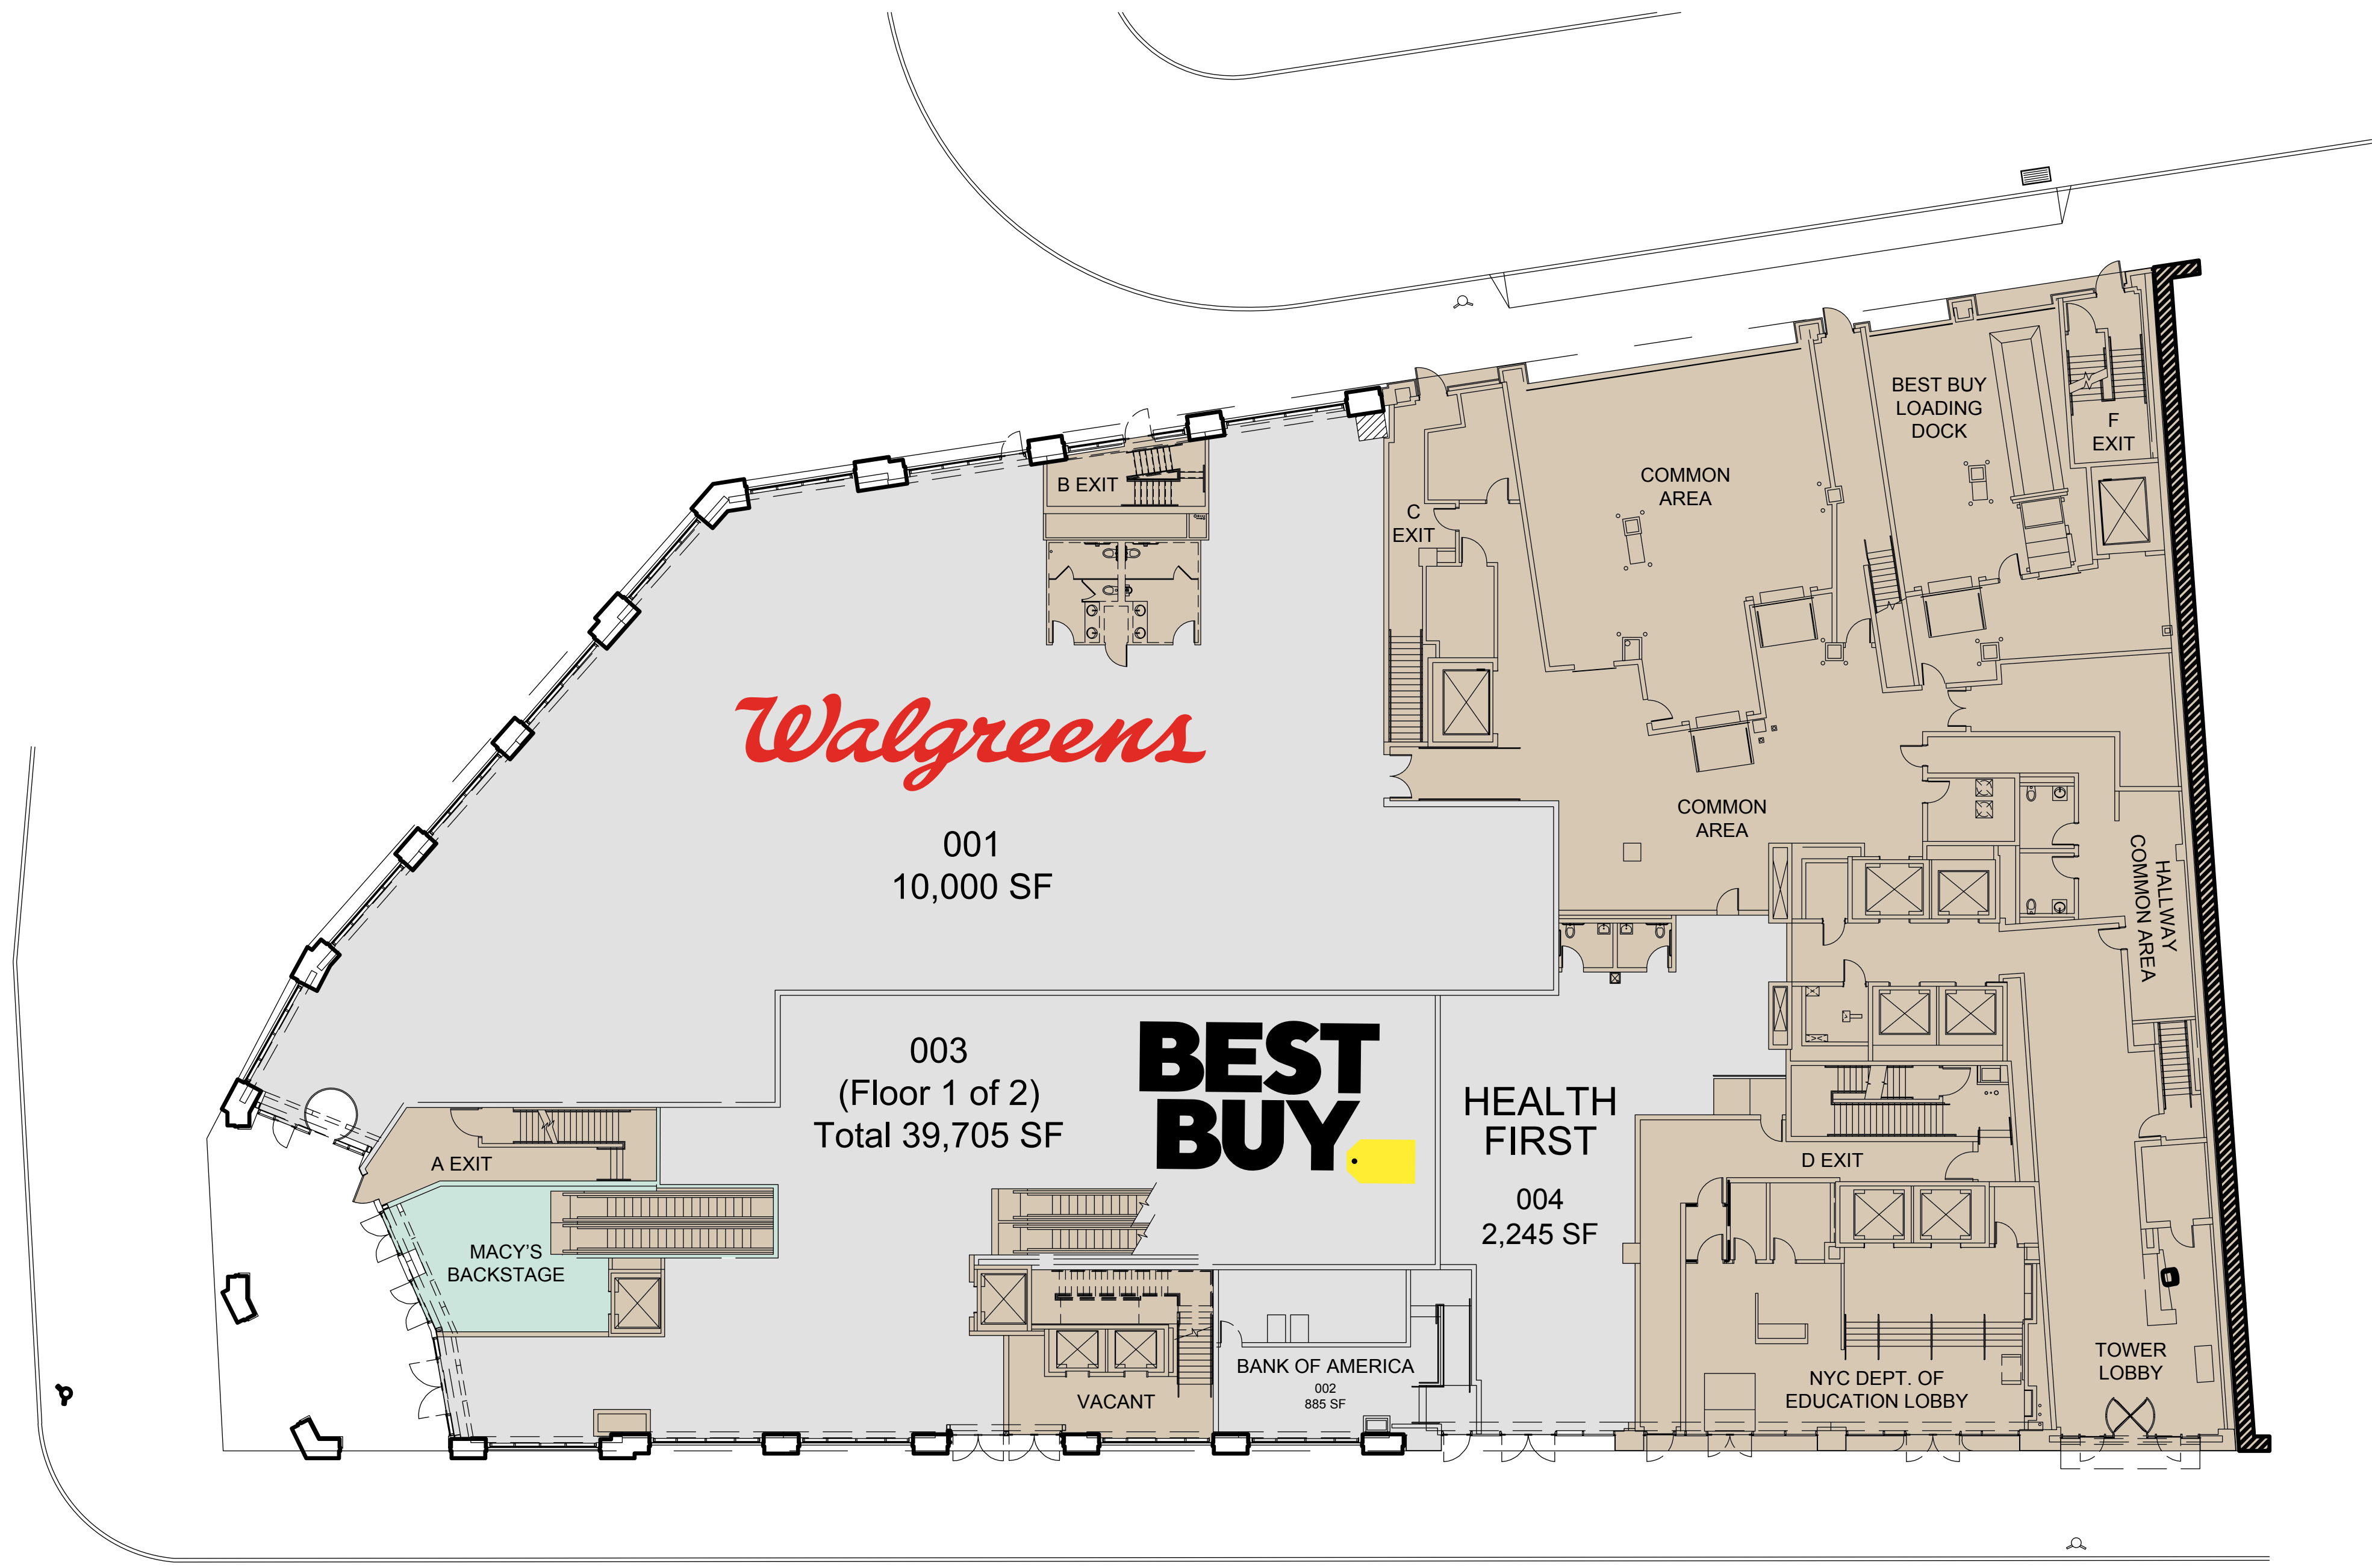 BEST BUY
LOADING
DOCK
F
EXIT
COMMON
AREA
B EXIT
C
EXIT
Walgreens
001
10,000 SF
COMMON
AREA
HALLWAY
COMMON AREA
003
(Floor 1 of 2)
Total 39,705 SF
BEST
BUY
HEALTH
FIRST
004
2,245 SF
A EXIT
D EXIT
MACY'S
BACKSTAGE
VACANT
BANK OF AMERICA
002
885 SF
NYC DEPT. OF
EDUCATION LOBBY
TOWER
LOBBY